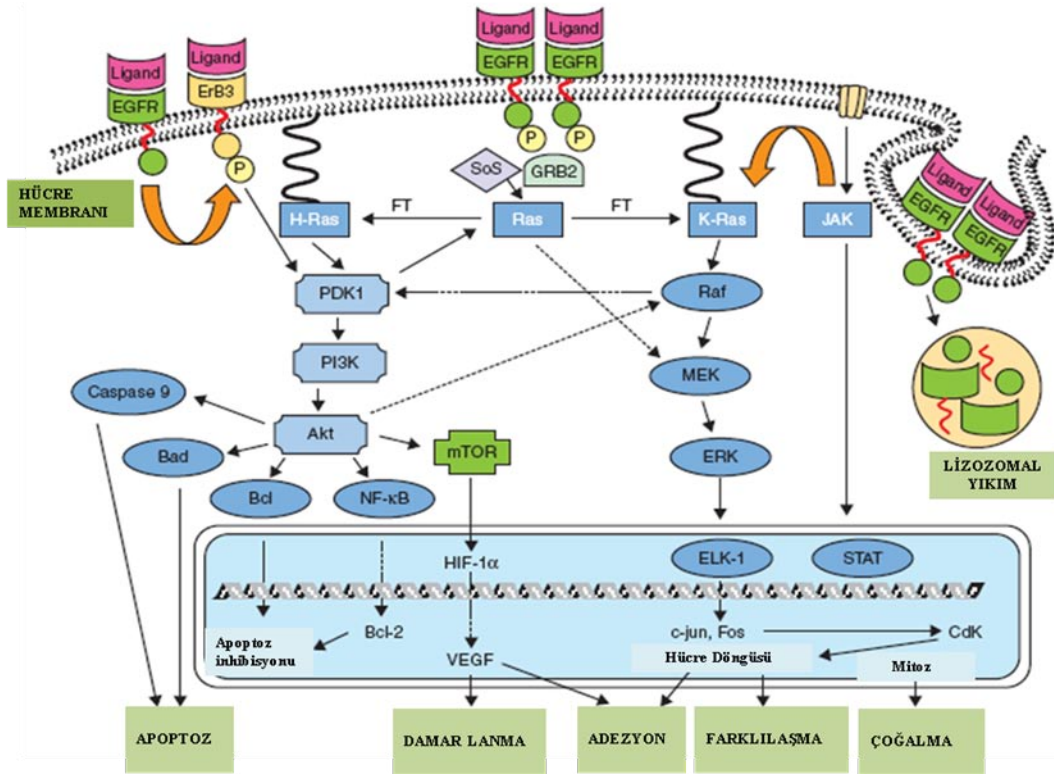 Ligand
EGFR
Ligand
ErB3
P
Ligand
EGFR
Ligand
EGFR
P
P
SoS
GRB2
HÜCRE
MEMBRANI
H-Ras
FT
Ras
FT
K-Ras
JAK
Ligand
EGFR
Ligand
EGFR
PDK1
Raf
PI3K
MEK
Caspase 9
Akt
Bad
mTOR
ERK
Bcl
NF-κB
LİZOZOMAL
YIKIM
HIF-1α
ELK-1
STAT
Apoptoz
inhibisyonu
Bcl-2
VEGF
c-jun, Fos
CdK
Hücre Döngüsü
Mitoz
APOPTOZ
DAMAR LANMA
ADEZYON
FARKLILAŞMA
ÇOĞALMA